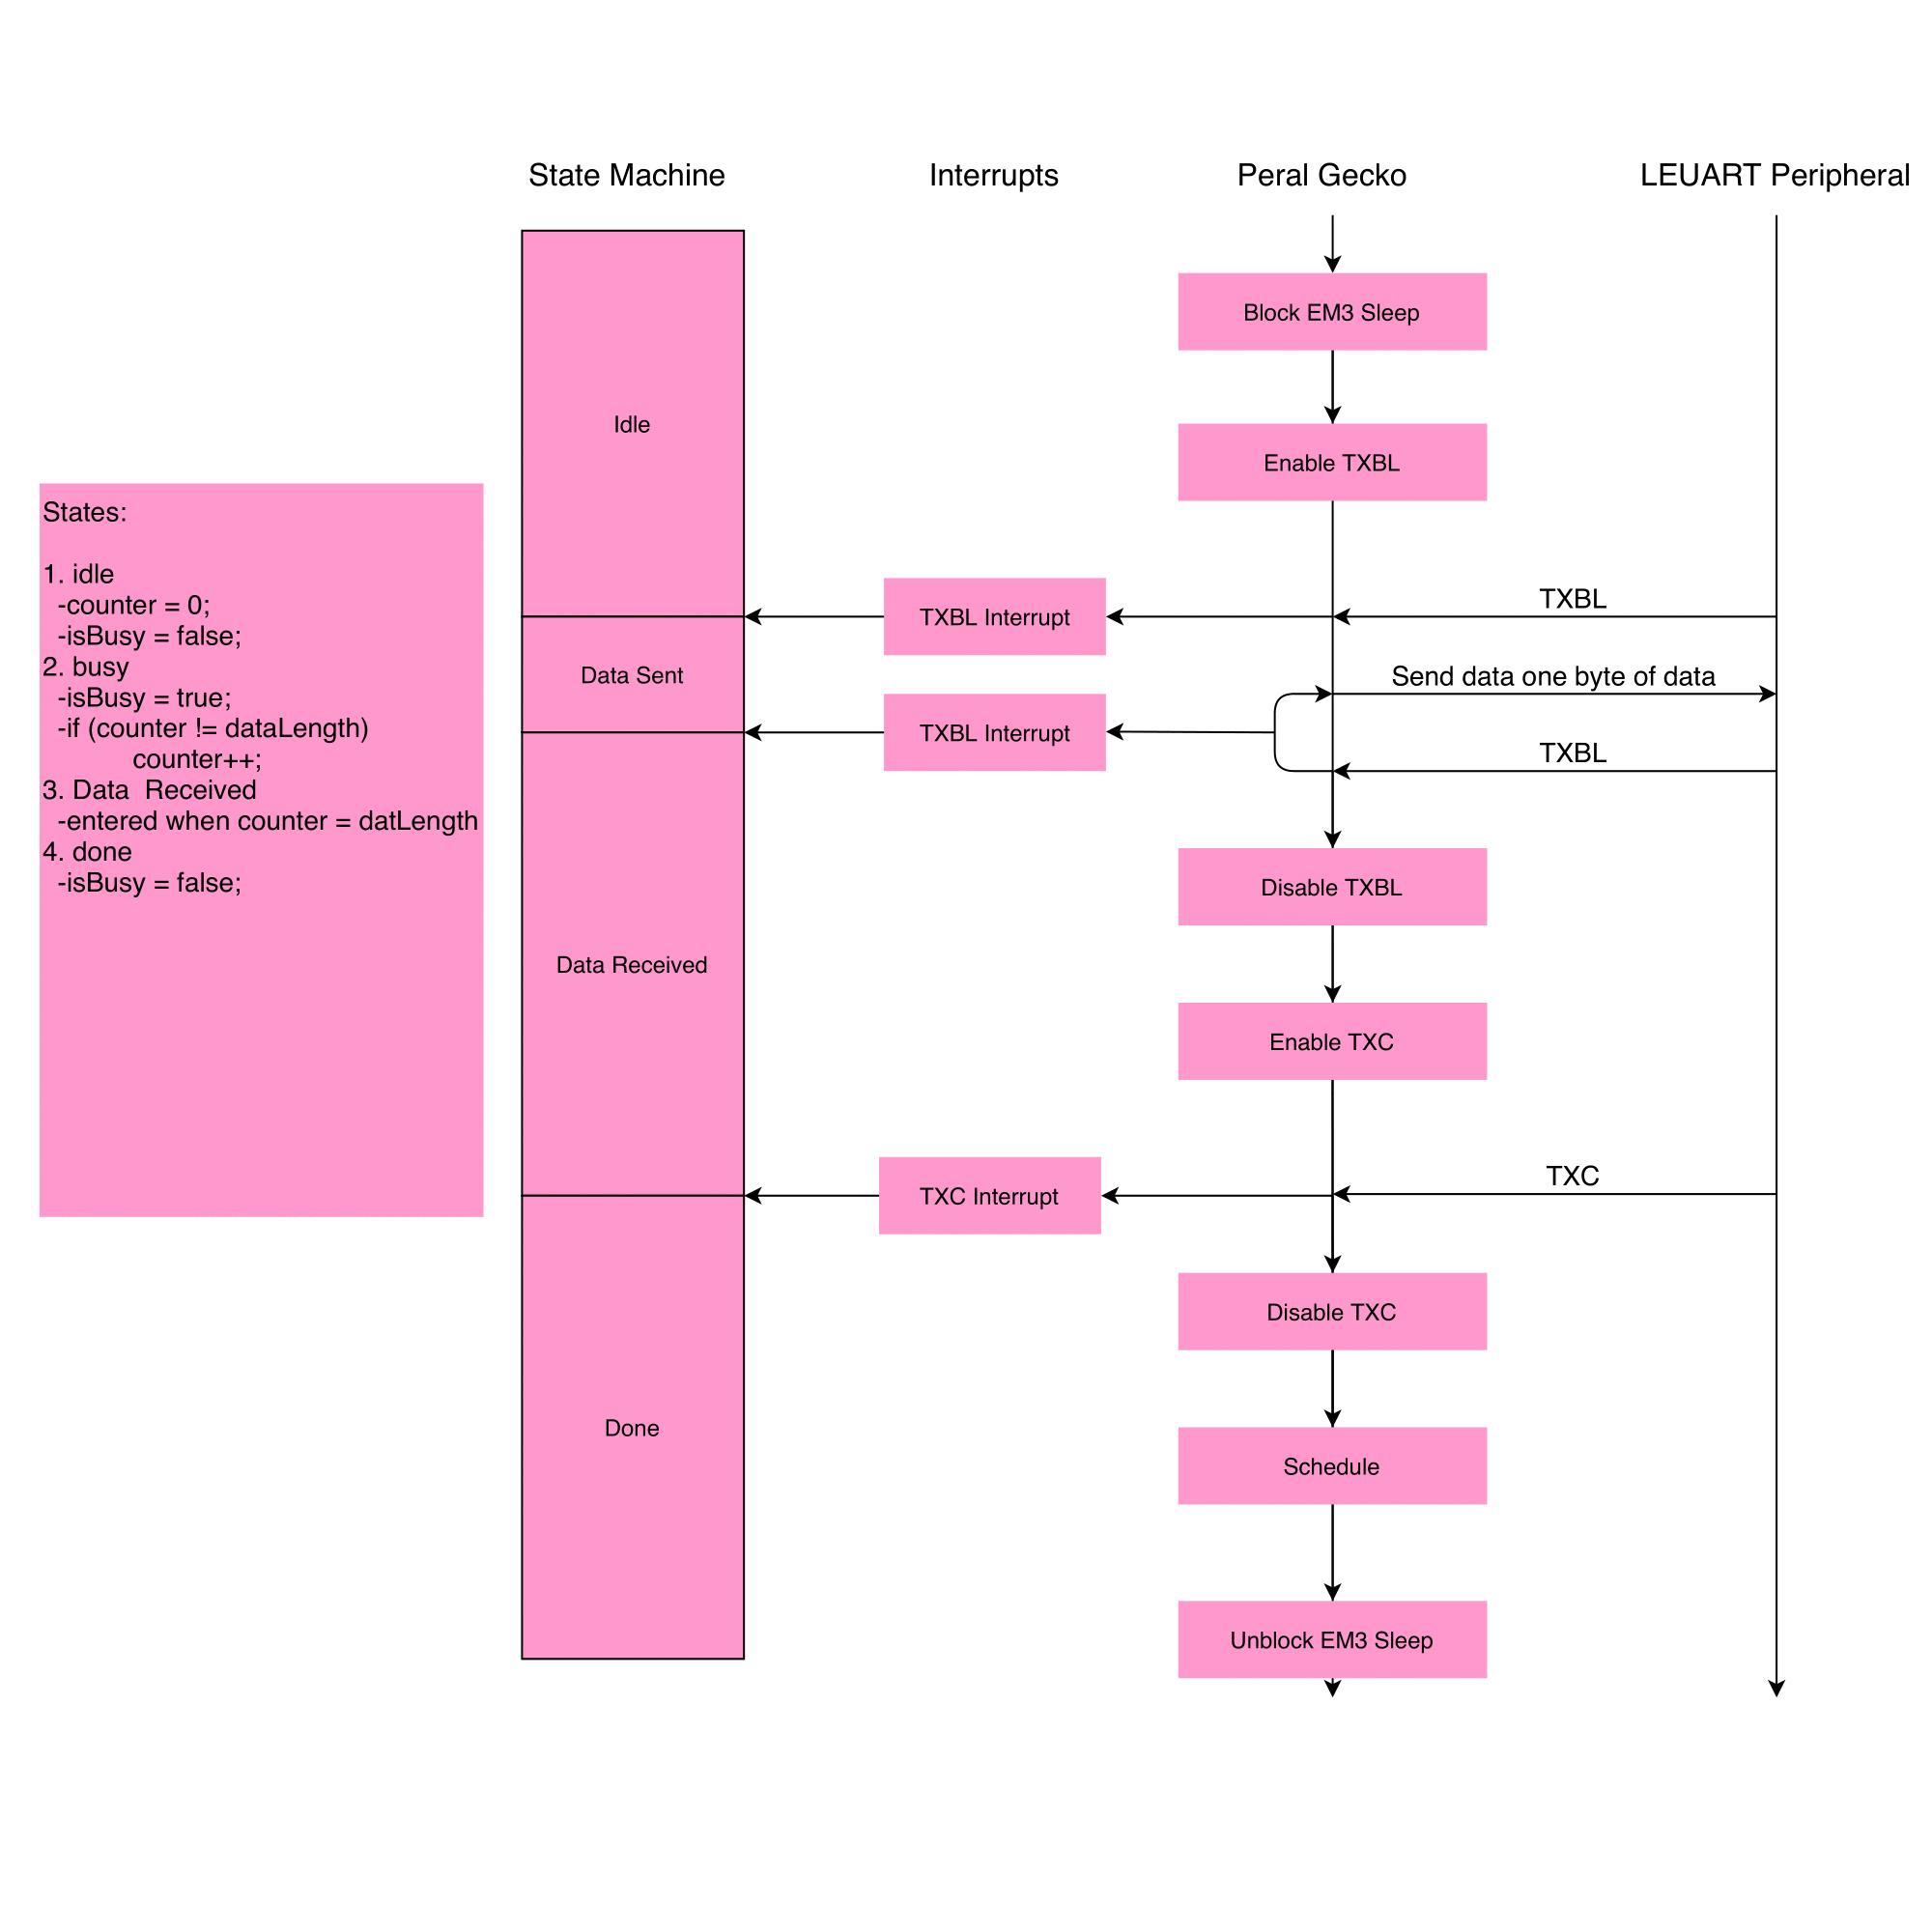 State Machine
Interrupts
Peral Gecko
LEUART Peripheral
Block EM3 Sleep
Idle
Enable TXBL
States:
1. idle
-counter = 0;
-isBusy = false;
2. busy
-isBusy = true;
-if (counter != dataLength)
counter++;
3. Data  Received
-entered when counter = datLength
4. done
-isBusy = false;
TXBL
TXBL Interrupt
Data Sent
Send data one byte of data
TXBL Interrupt
TXBL
Disable TXBL
Data Received
Enable TXC
TXC
TXC Interrupt
Disable TXC
Done
Schedule
Unblock EM3 Sleep